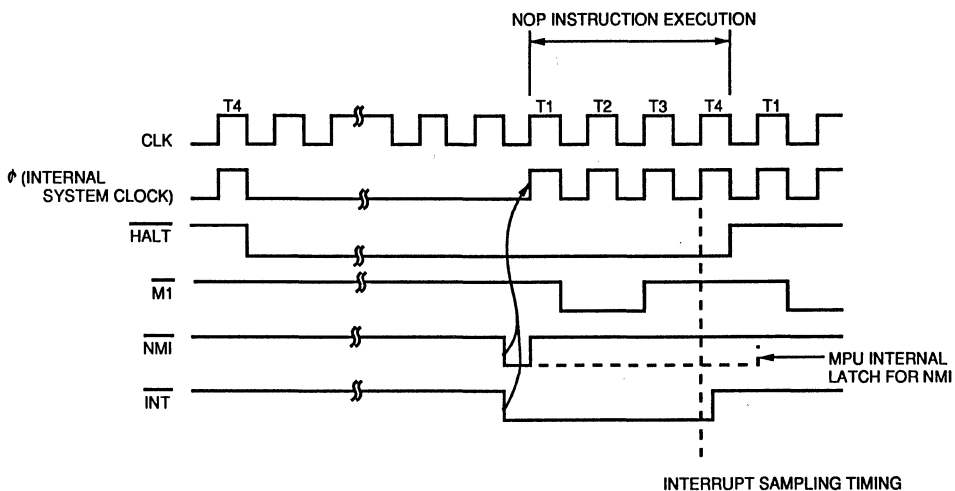 NOP INSTRUCTION EXECUTION
T4 T1 T2 T3 T4 T1
CLK
φ (INTERNAL
SYSTEM CLOCK)
HALT
M1
NMI
MPU INTERNAL
LATCH FOR NMI
INT
INTERRUPT SAMPLING TIMING